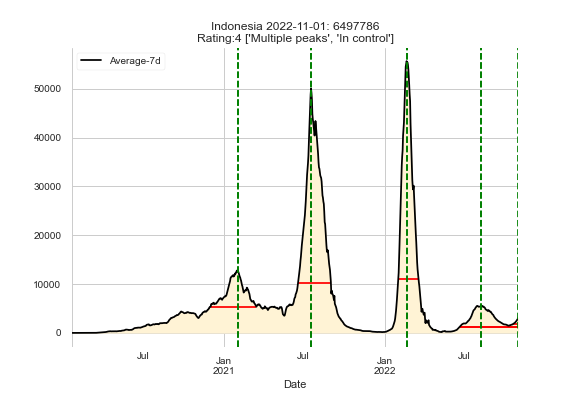 Indonesia 2022-11-01: 6497786
Rating:4 ['Multiple peaks', 'In control']
Average-7d
50000
40000
30000
20000
10000
0
Jul
Jan
2021
Jul
Jan
2022
Jul
Date